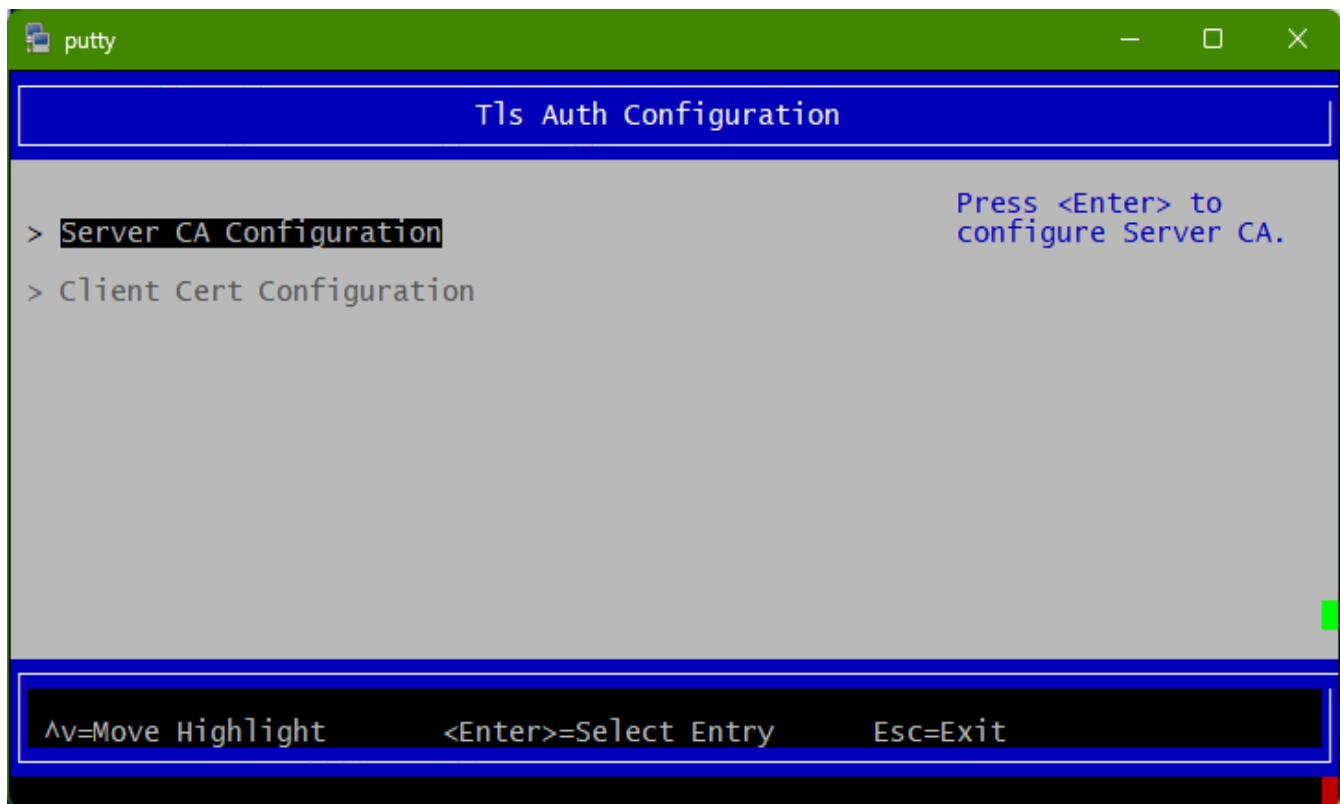 putty
Tls Auth Configuration
Press <Enter> to
> Server CA Configuration configure Server CA.
> Client Cert Configuration
^v=Move Highlight <Enter>=Select Entry Esc=Exit